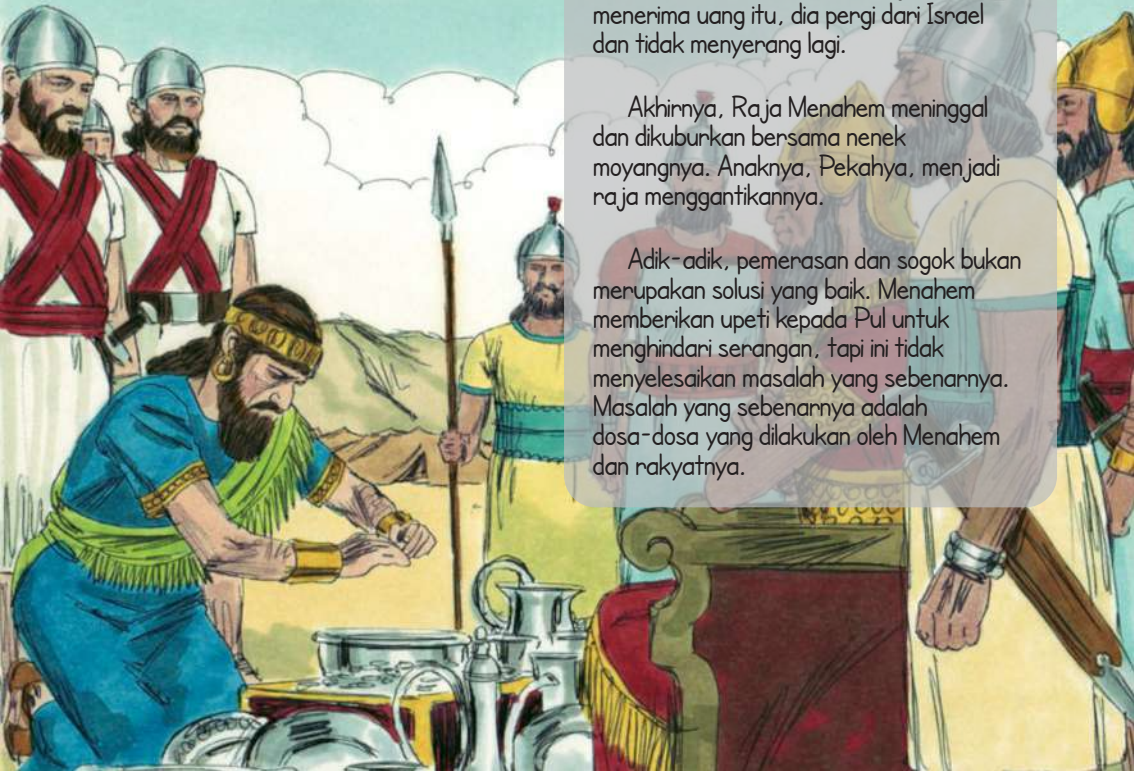 menerima uang itu, dia pergi dari Israel
dan tidak menyerang lagi.
Akhirnya, Raja Menahem meninggal
dan dikuburkan bersama nenek
moyangnya. Anaknya, Pekahya, menjadi
raja menggantikannya.
Adik-adik, pemerasan dan sogok bukan
merupakan solusi yang baik. Menahem
memberikan upeti kepada Pul untuk
menghindari serangan, tapi ini tidak
menyelesaikan masalah yang sebenarnya.
Masalah yang sebenarnya adalah
dosa-dosa yang dilakukan oleh Menahem
dan rakyatnya.